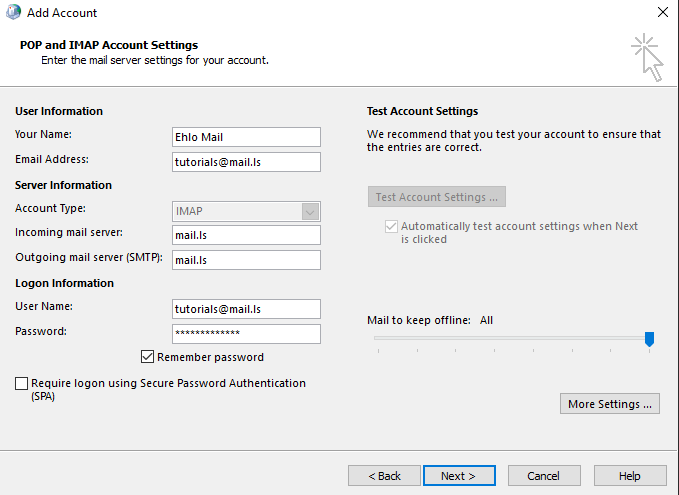 Add Account
POP and IMAP Account Settings
Enter the mail server settings for your account.
User Information
Your Name: Ehlo Mail
Email Address: tutorials@mail.ls
Server Information
Account Type: IMAP
Incoming mail server: mail.ls
Outgoing mail server (SMTP): mail.ls
Logon Information
User Name: tutorials@mail.ls
Password: *************
Remember password
Require logon using Secure Password Authentication
(SPA)
Test Account Settings
We recommend that you test your account to ensure that
the entries are correct.
Test Account Settings ...
Automatically test account settings when Next
is clicked
Mail to keep offline: All
More Settings ...
< Back
Next >
Cancel
Help